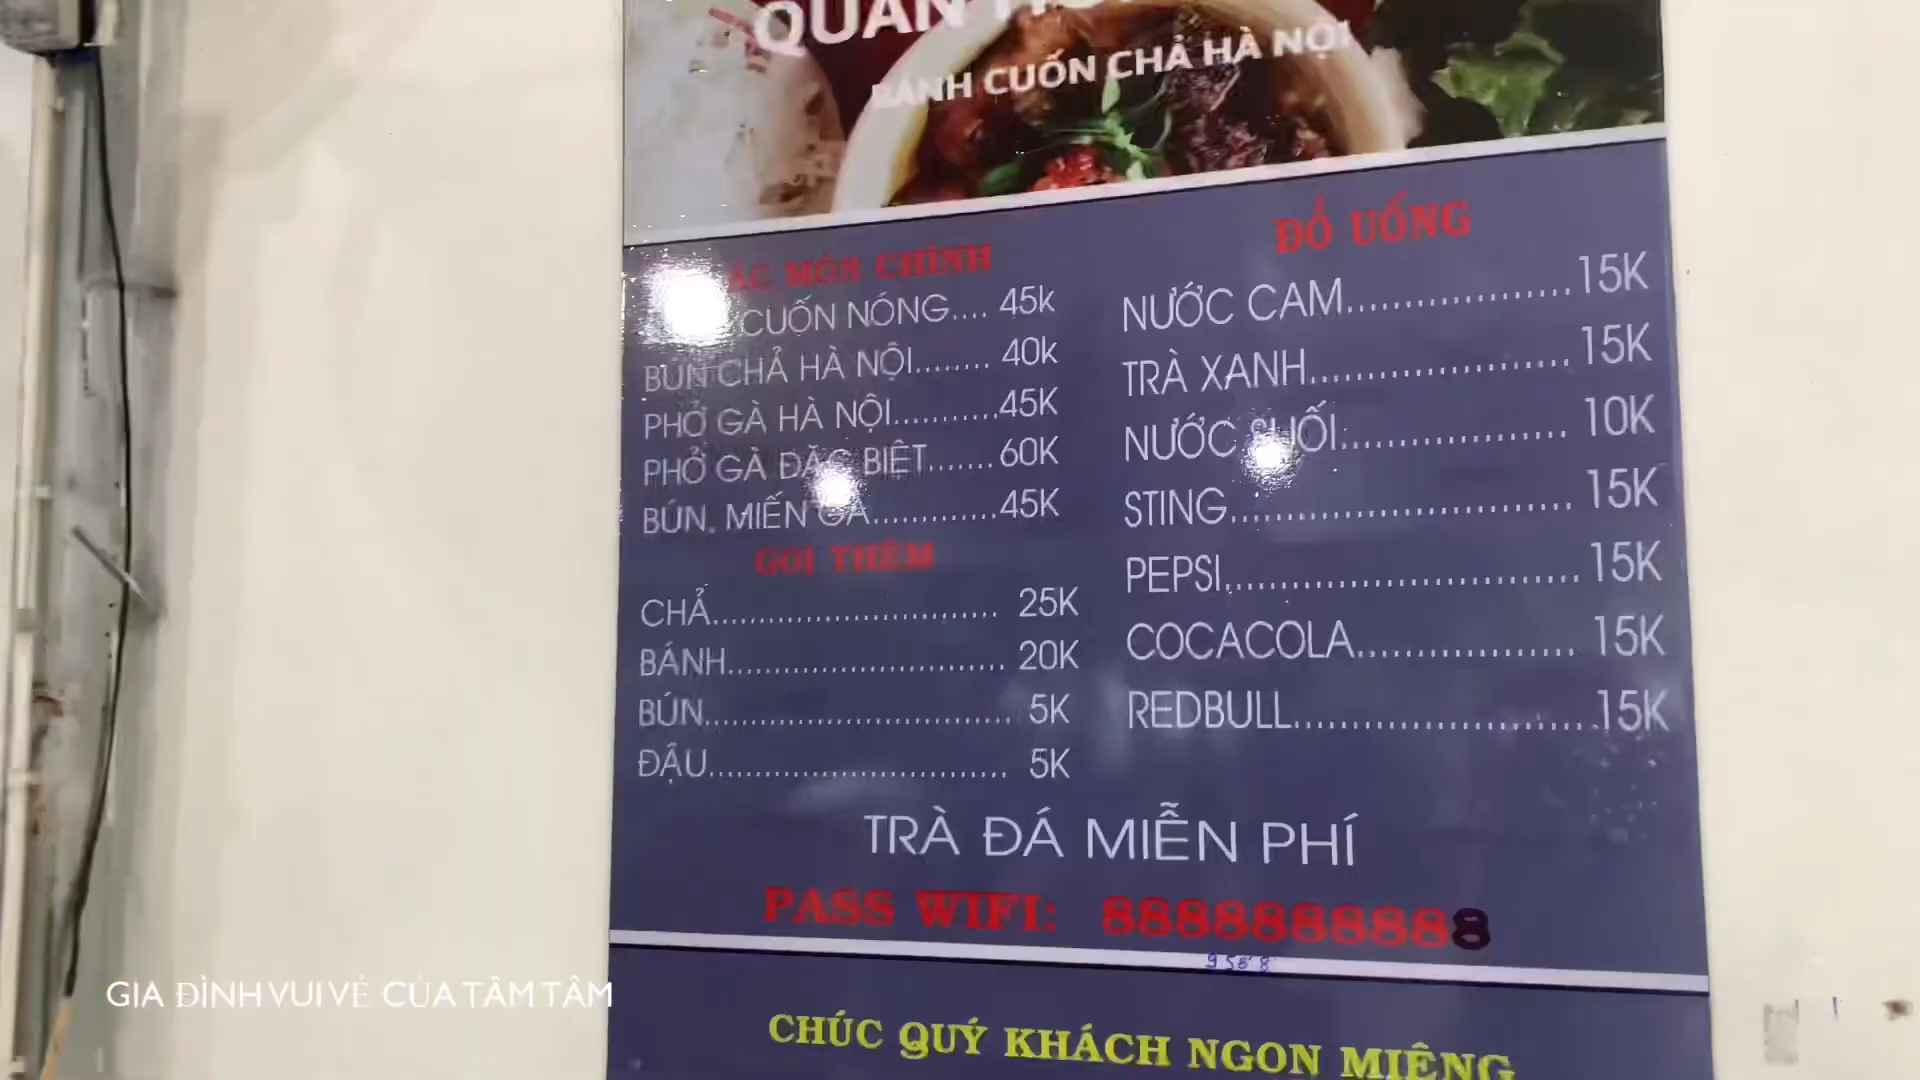 QUÁN
BÁNH CUỐN CHẢ HÀ NỘI
CÁC MÓN CHÍNH
CUỐN NÓNG.... 45k
BÚN CHẢ HÀ NỘI........ 40k
PHỞ GÀ HÀ NỘI...........45K
PHỞ GÀ ĐẶC BIỆT.......60K
BÚN, MIẾN GÀ.............45K
GỌI THÊM
CHẢ............................... 25K
BÁNH.............................. 20K
BÚN................................. 5K
ĐẬU................................ 5K
ĐỒ UỐNG
NƯỚC CAM.....................15K
TRÀ XANH........................15K
NƯỚC SUỐI..................... 10K
STING................................ 15K
PEPSI................................. 15K
COCACOLA.................... 15K
REDBULL............................15K
TRÀ ĐÁ MIỄN PHÍ
PASS WIFI: 8888888888
9568
CHÚC QUÝ KHÁCH NGON MIỆNG
GIA ĐÌNH VUI VẺ CỦA TÂM TÂM